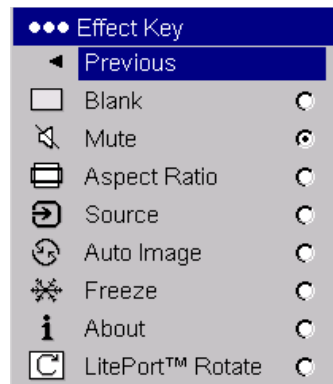 Effect Key
Previous
Blank
Mute
Aspect Ratio
Source
Auto Image
Freeze
About
LitePort™ Rotate